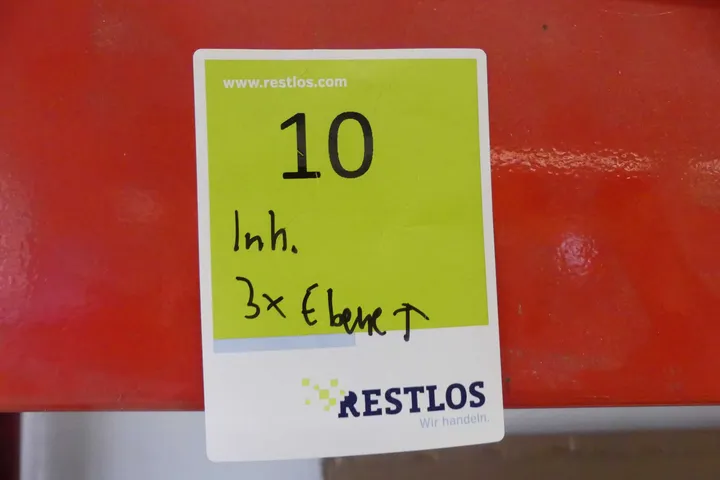 www.restlos.com
10
Inh.
3x Ebene ↑
RESTLOS
Wir handeln.